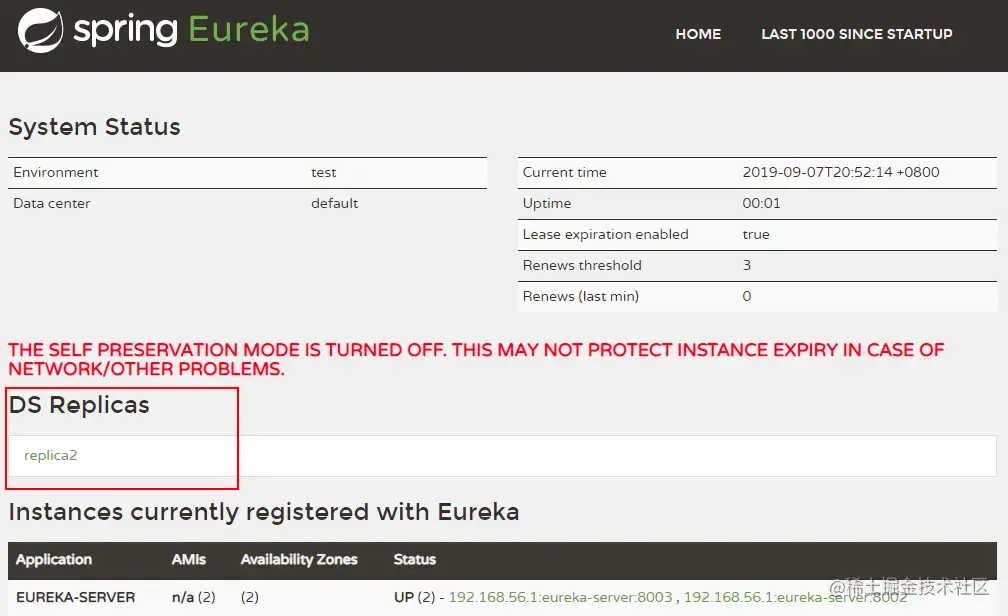 spring Eureka
HOME LAST 1000 SINCE STARTUP
System Status
Environment test
Data center default
Current time 2019-09-07T20:52:14 +0800
Uptime 00:01
Lease expiration enabled true
Renews threshold 3
Renews (last min) 0
THE SELF PRESERVATION MODE IS TURNED OFF. THIS MAY NOT PROTECT INSTANCE EXPIRY IN CASE OF
NETWORK/OTHER PROBLEMS.
DS Replicas
replica2
Instances currently registered with Eureka
Application AMIs Availability Zones Status
EUREKA-SERVER n/a (2) (2) UP (2) - 192.168.56.1:eureka-server:8003 , 192.168.56.1:eureka-server:8002
@稀土掘金技术社区